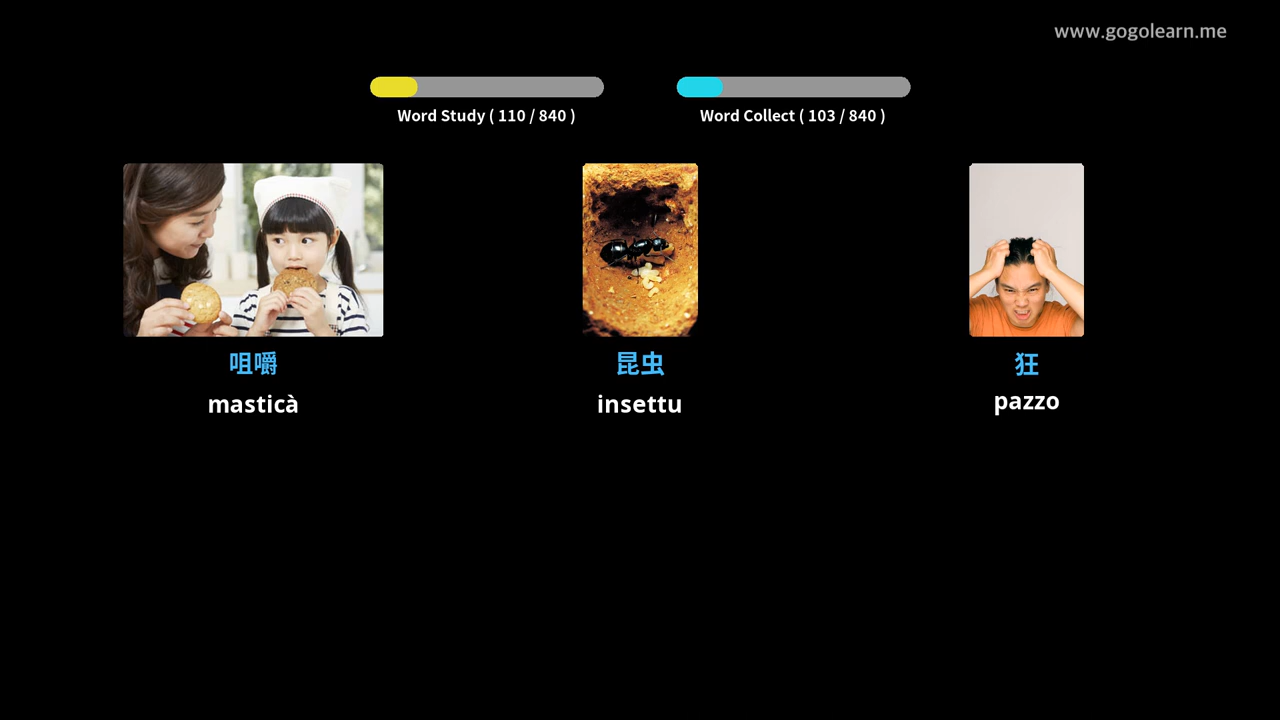 www.gogolearn.me
Word Study ( 110 / 840 )
Word Collect ( 103 / 840 )
咀嚼
昆虫
狂
masticà
insettu
pazzo